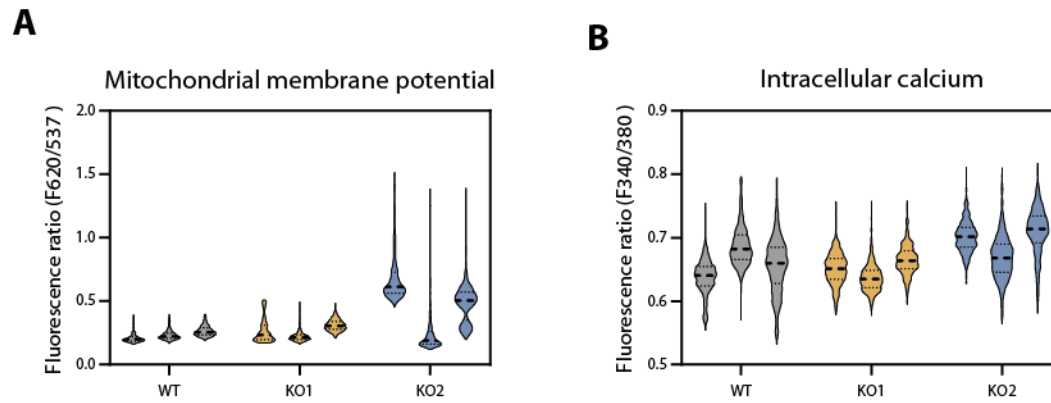 A
Mitochondrial membrane potential
Fluorescence ratio (F620/537 )
2.0
1.5
1.0
0.5
0.0
WT
KO1
KO2
B
Intracellular calcium
Fluorescence ratio (F340/380 )
0.9
0.8
0.7
0.6
0.5
WT
KO1
KO2